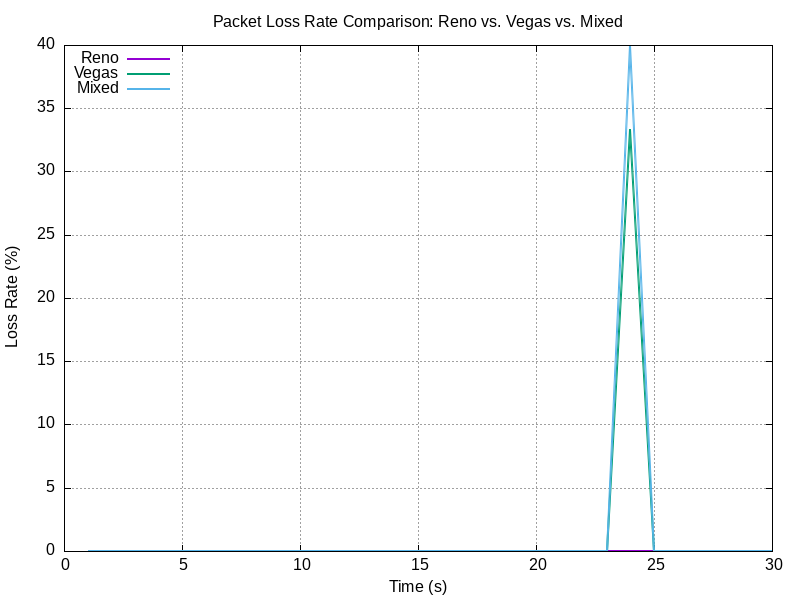 Packet Loss Rate Comparison: Reno vs. Vegas vs. Mixed
40
35
30
25
20
15
10
5
0
Reno
Vegas
Mixed
Loss Rate (%)
0 5 10 15 20 25 30
Time (s)